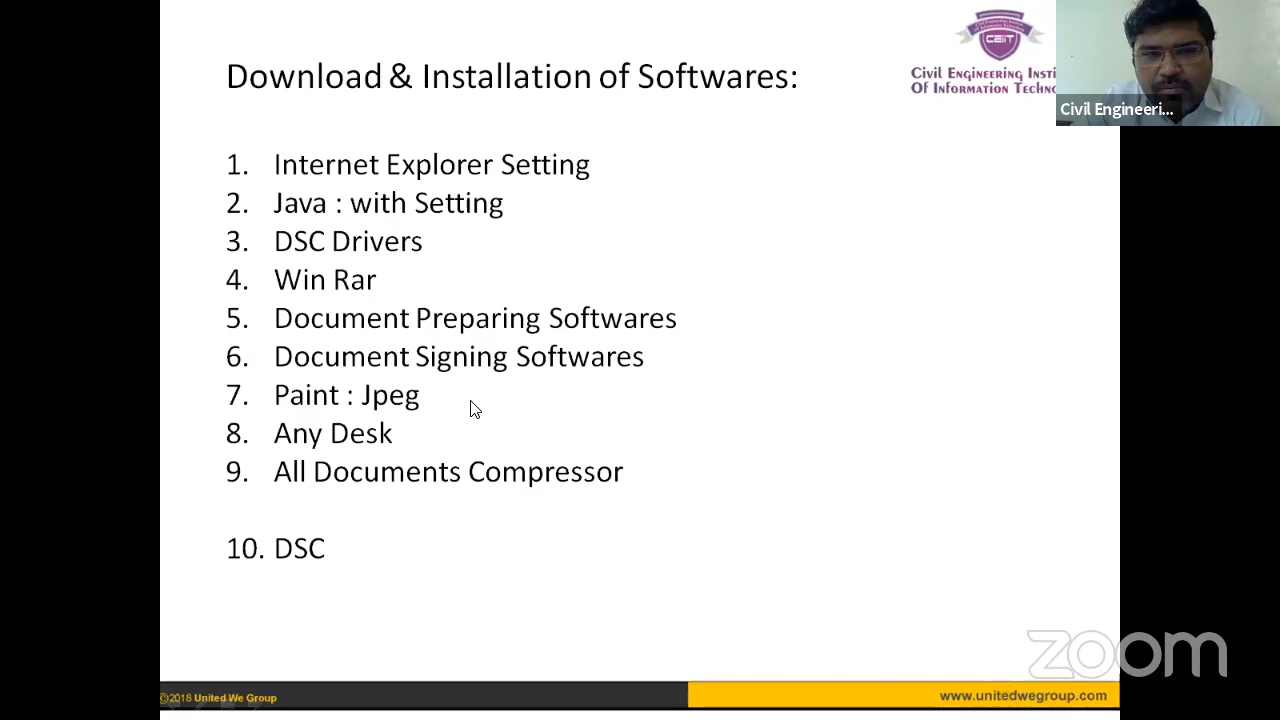 Download & Installation of Softwares:
CEIIT
Civil Engineering Insti
Of Information Techno
Civil Engineeri...
1. Internet Explorer Setting
2. Java : with Setting
3. DSC Drivers
4. Win Rar
5. Document Preparing Softwares
6. Document Signing Softwares
7. Paint : Jpeg
8. Any Desk
9. All Documents Compressor
10. DSC
zoom
©2018 United We Group
www.unitedwegroup.com